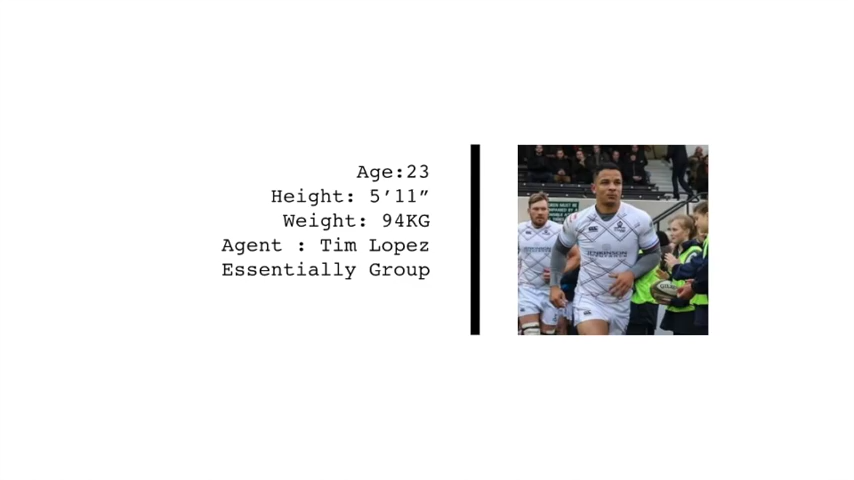 Age:23
Height: 5’11”
Weight: 94KG
Agent : Tim Lopez
Essentially Group